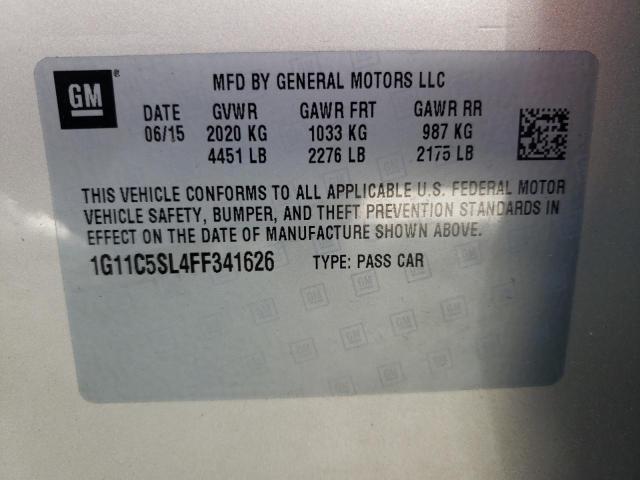 GM
MFD BY GENERAL MOTORS LLC
DATE GVWR GAWR FRT GAWR RR
06/15 2020 KG 1033 KG 987 KG
4451 LB 2276 LB 2175 LB
THIS VEHICLE CONFORMS TO ALL APPLICABLE U.S. FEDERAL MOTOR
VEHICLE SAFETY, BUMPER, AND THEFT PREVENTION STANDARDS IN
EFFECT ON THE DATE OF MANUFACTURE SHOWN ABOVE.
1G11C5SL4FF341626 TYPE: PASS CAR